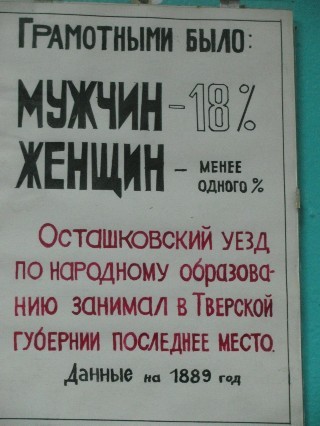 Грамотными было:
Мужчин - 18%
Женщин - менее
одного %
Осташковский уезд
по народному образова-
нию занимал в Тверской
губернии последнее место.
Данные на 1889 год